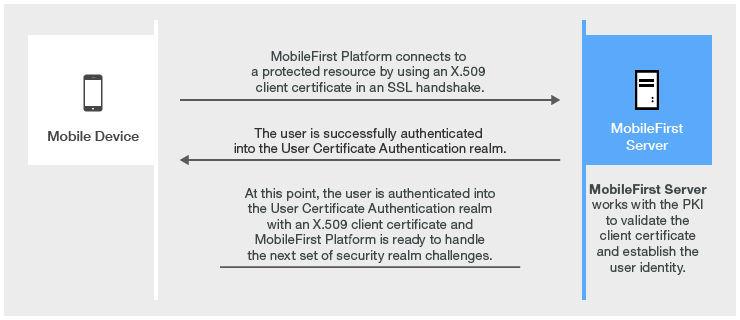 MobileFirst Platform connects to
a protected resource by using an X.509
client certificate in an SSL handshake.
Mobile Device
MobileFirst
Server
The user is successfully authenticated
into the User Certificate Authentication realm.
At this point, the user is authenticated into
the User Certificate Authentication realm
with an X.509 client certificate and
MobileFirst Platform is ready to handle
the next set of security realm challenges.
MobileFirst Server
works with the PKI
to validate the
client certificate
and establish the
user identity.